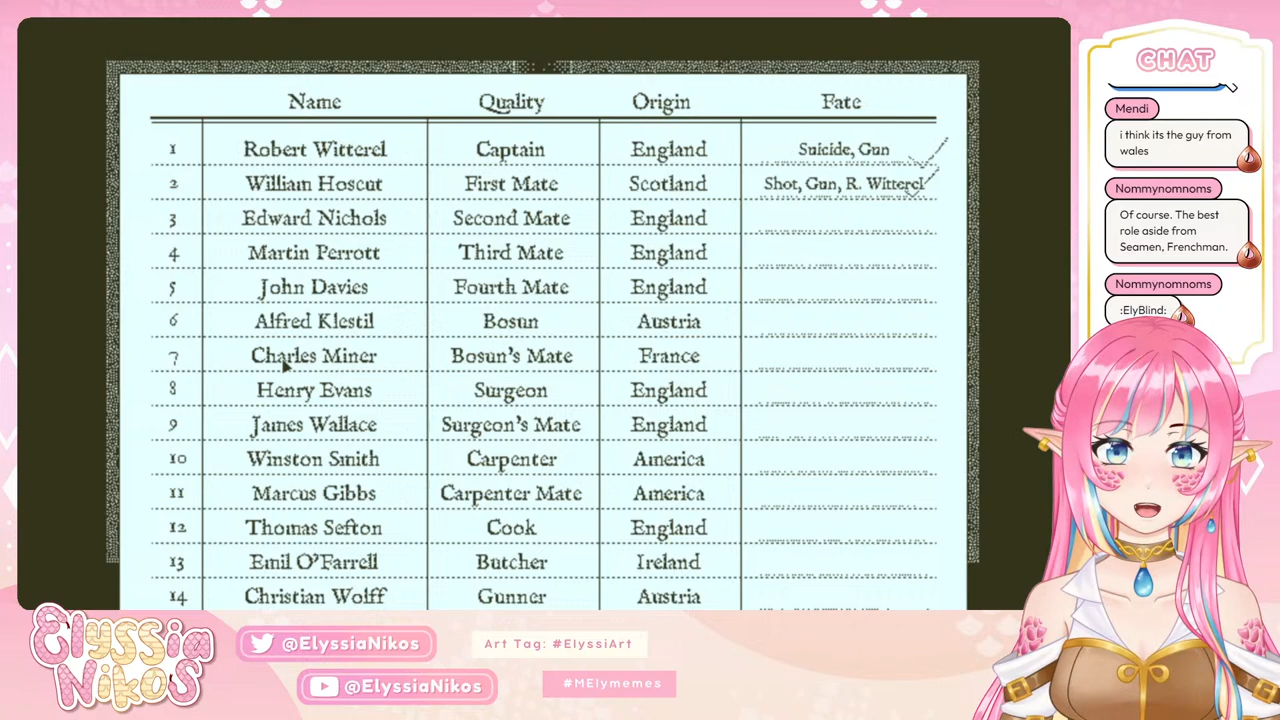 Name Quality Origin Fate
1 Robert Witterel Captain England Suicide, Gun
2 William Hoscut First Mate Scotland Shot, Gun, R. Witterel
3 Edward Nichols Second Mate England
4 Martin Perrott Third Mate England
5 John Davies Fourth Mate England
6 Alfred Klestil Bosun Austria
7 Charles Miner Bosun's Mate France
8 Henry Evans Surgeon England
9 James Wallace Surgeon's Mate England
10 Winston Smith Carpenter America
11 Marcus Gibbs Carpenter Mate America
12 Thomas Sefton Cook England
13 Emil O'Farrell Butcher Ireland
14 Christian Wolff Gunner Austria
CHAT
Mendi
i think its the guy from
wales
Nommynomnoms
Of course. The best
role aside from
Seamen, Frenchman.
Nommynomnoms
:ElyBlind:
Elyssia
Nikos
@ElyssiaNikos
@ElyssiaNikos
Art Tag: #ElyssiArt
#MElymemes